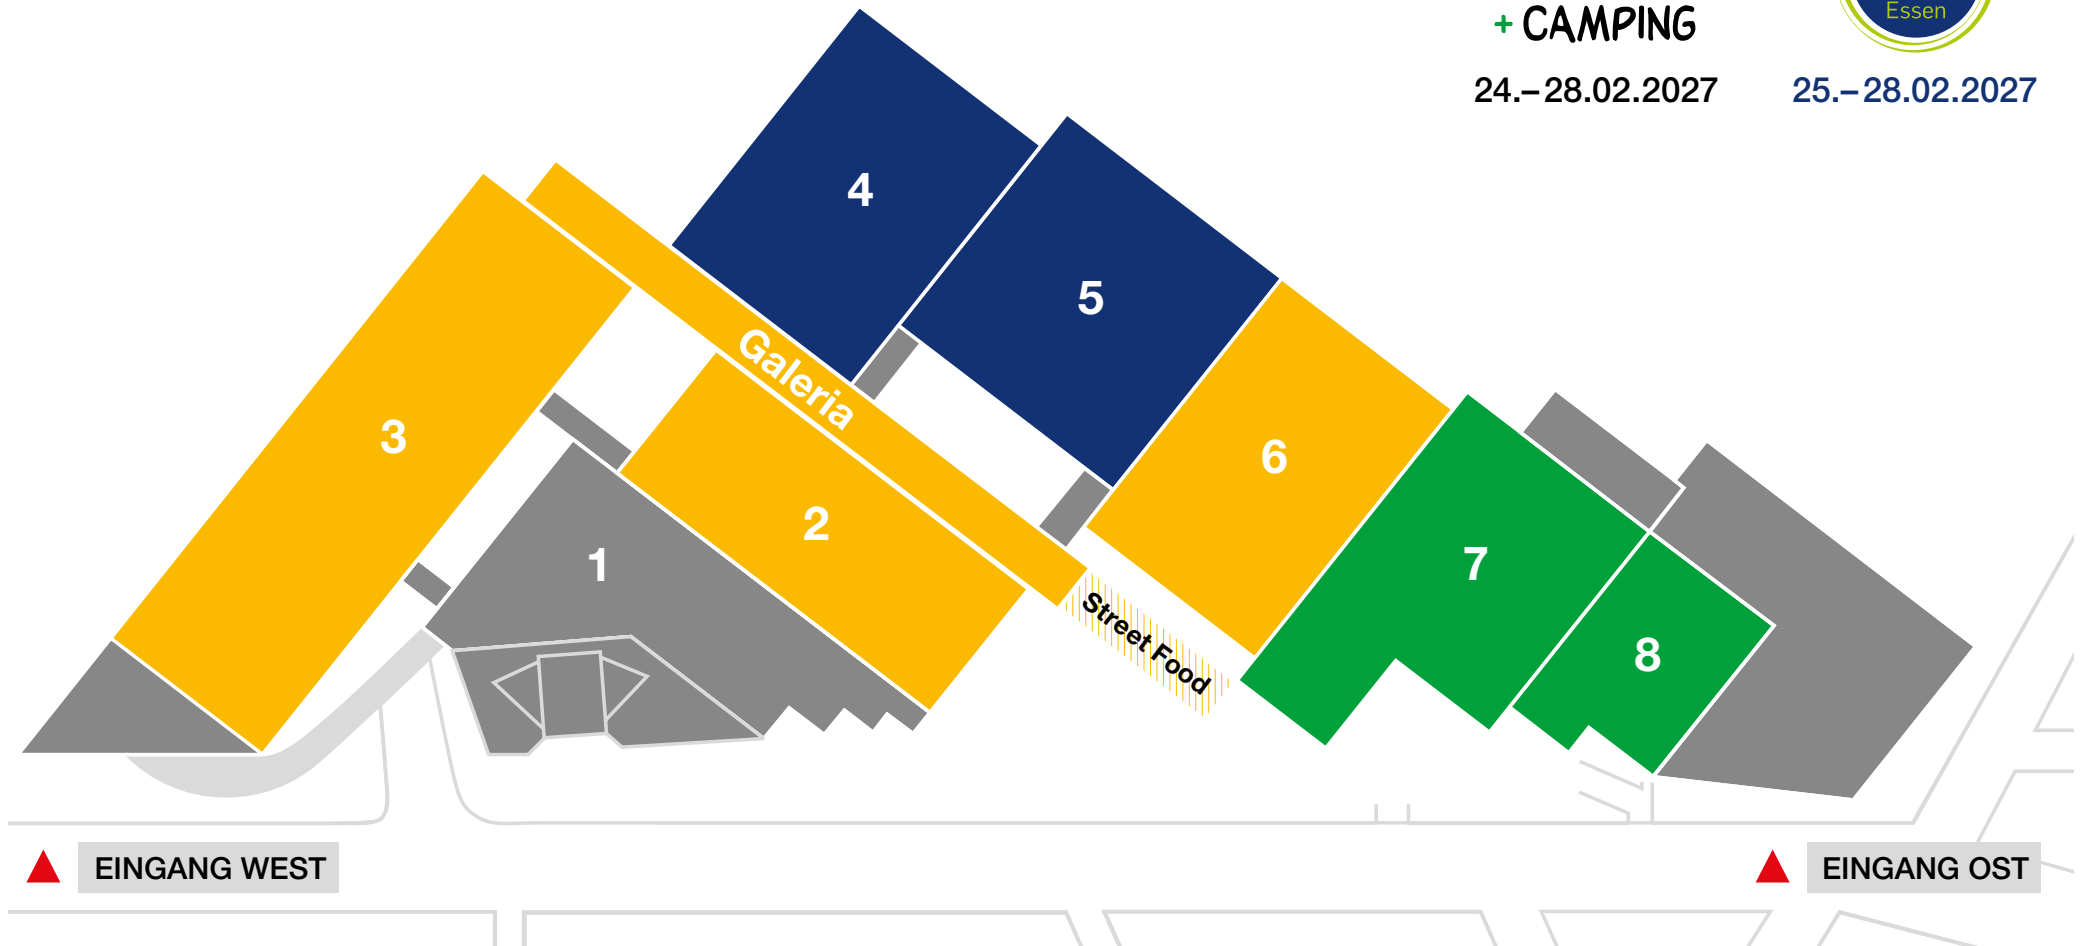 + CAMPING
Essen
24.–28.02.2027
25.–28.02.2027
4
5
Galeria
3
6
2
1
7
Street Food
8
EINGANG WEST
EINGANG OST